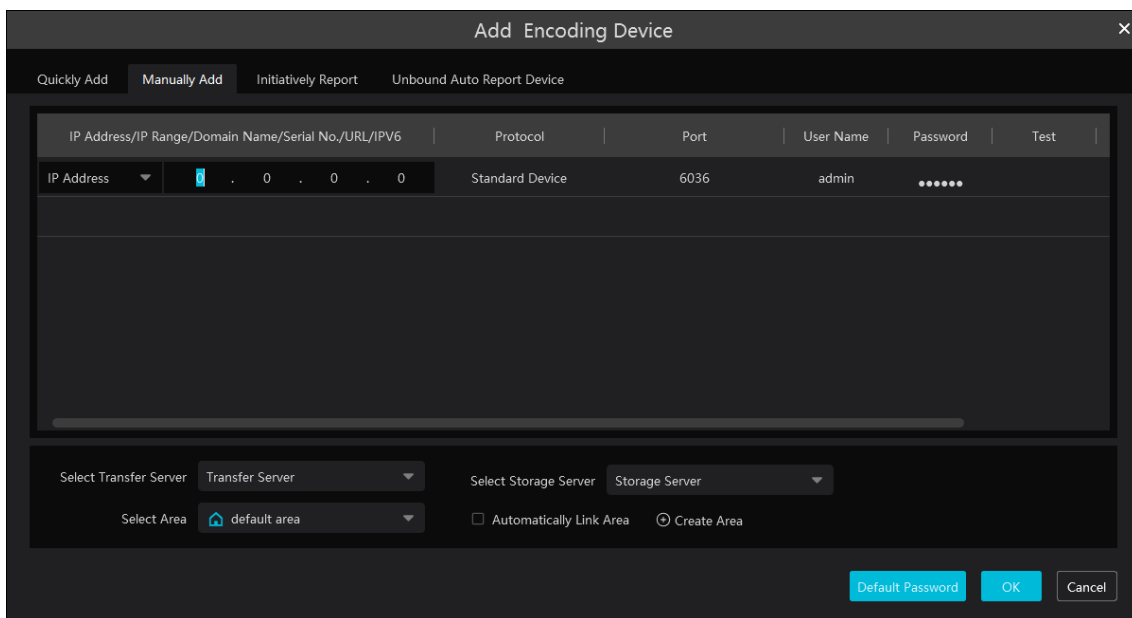 Add Encoding Device
Quickly Add Manually Add Initiatively Report Unbound Auto Report Device
IP Address/IP Range/Domain Name/Serial No./URL/IPV6 Protocol Port User Name Password Test
IP Address 0 . 0 . 0 . 0 Standard Device 6036 admin ••••••
Select Transfer Server Transfer Server Select Storage Server Storage Server
Select Area default area Automatically Link Area Create Area
Default Password OK Cancel